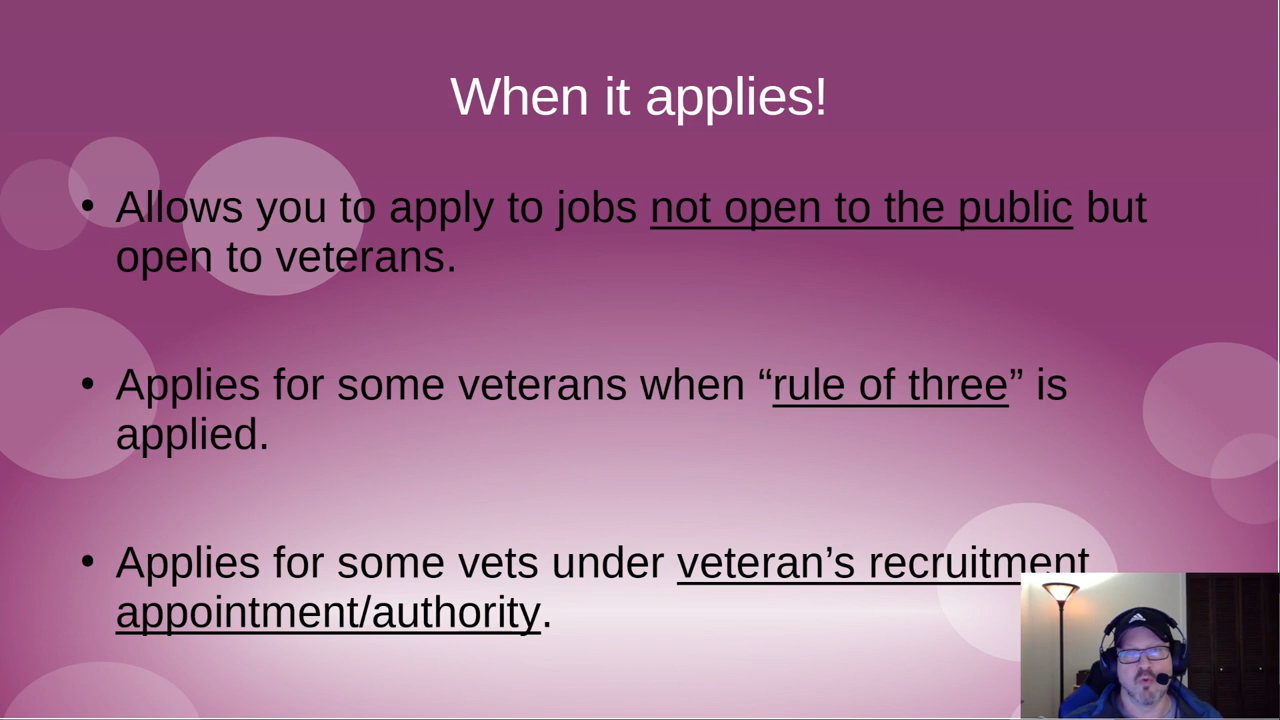 When it applies!
• Allows you to apply to jobs not open to the public but
open to veterans.
• Applies for some veterans when “rule of three” is
applied.
• Applies for some vets under veteran’s recruitment
appointment/authority.